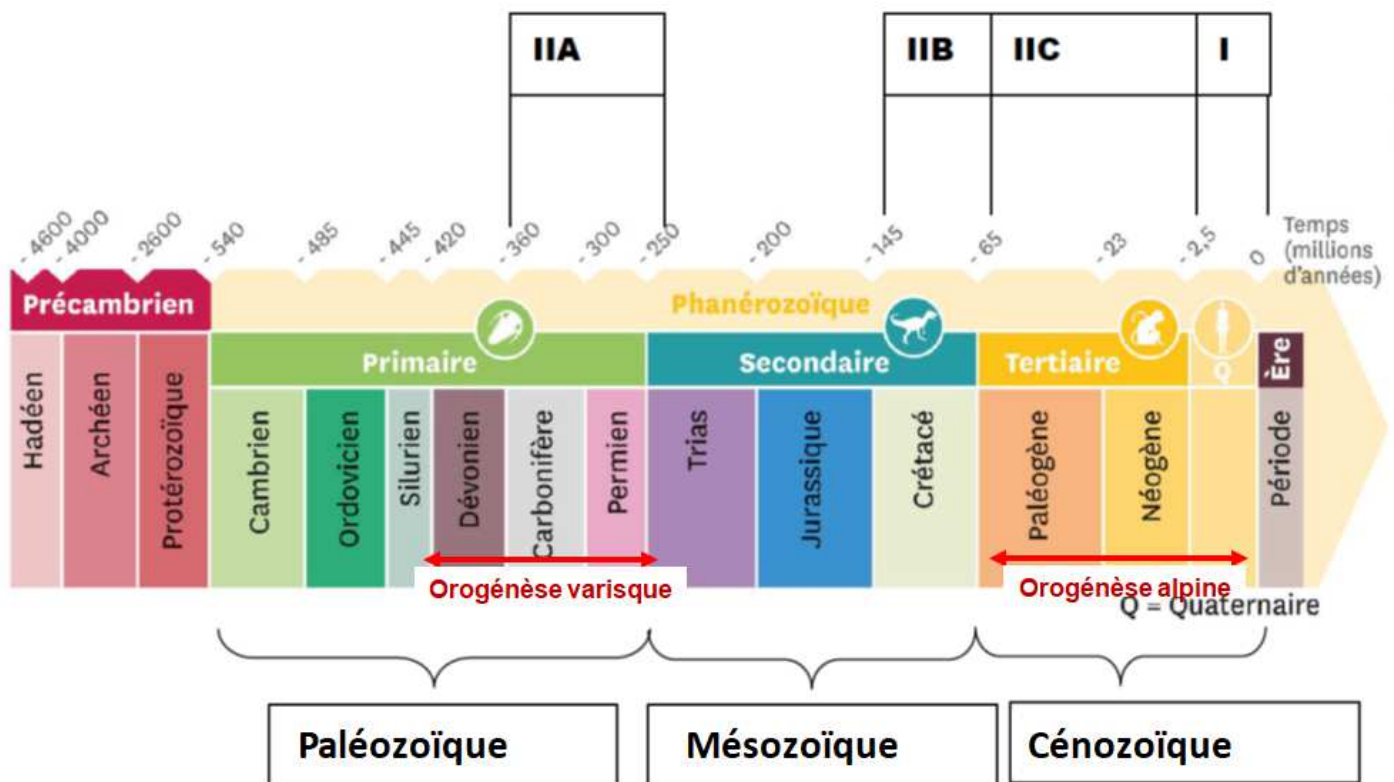 IIA
IIB
IIC
I
- 4600
- 4000
- 2600
- 540
- 485
- 445
- 420
- 360
- 300
- 250
- 200
- 145
- 65
- 23
- 2,5
0
Temps
(millions
d'années)
Précambrien
Phanérozoïque
Primaire
Secondaire
Tertiaire
Q
Ère
Hadéen
Archéen
Protérozoïque
Cambrien
Ordovicien
Silurien
Dévonien
Carbonifère
Permien
Trias
Jurassique
Crétacé
Paléogène
Néogène
Période
Orogénèse varisque
Orogénèse alpine
Q = Quaternaire
Paléozoïque
Mésozoïque
Cénozoïque